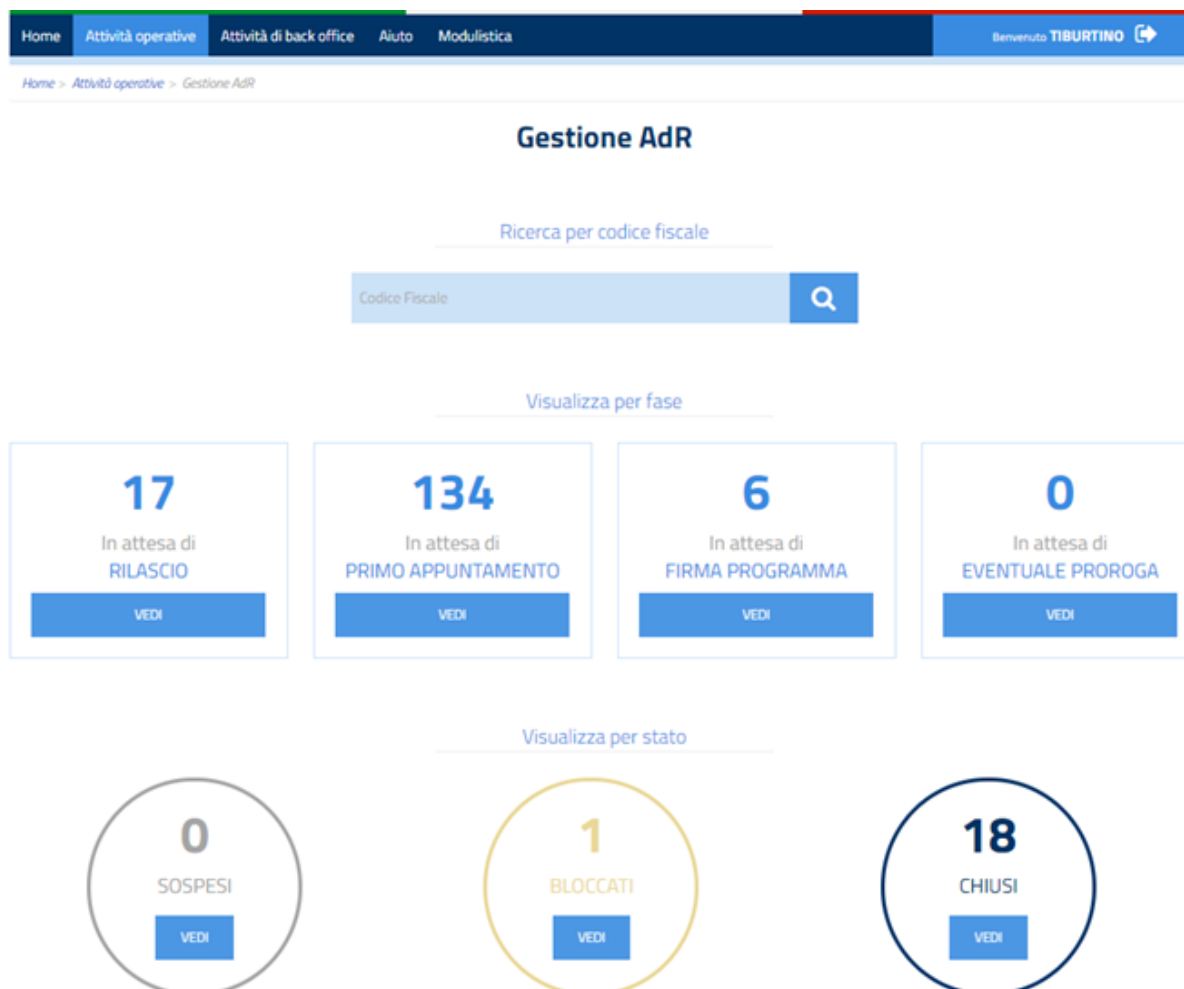 Home Attività operative Attività di back office Aiuto Modulistica Benvenuto TIBURTINO
Home > Attività operative > Gestione AdR
Gestione AdR
Ricerca per codice fiscale
Codice Fiscale
Visualizza per fase
17 134 6 0
In attesa di In attesa di In attesa di In attesa di
RILASCIO PRIMO APPUNTAMENTO FIRMA PROGRAMMA EVENTUALE PROROGA
VEDI VEDI VEDI VEDI
Visualizza per stato
0 1 18
SOSPESI BLOCCATI CHIUSI
VEDI VEDI VEDI